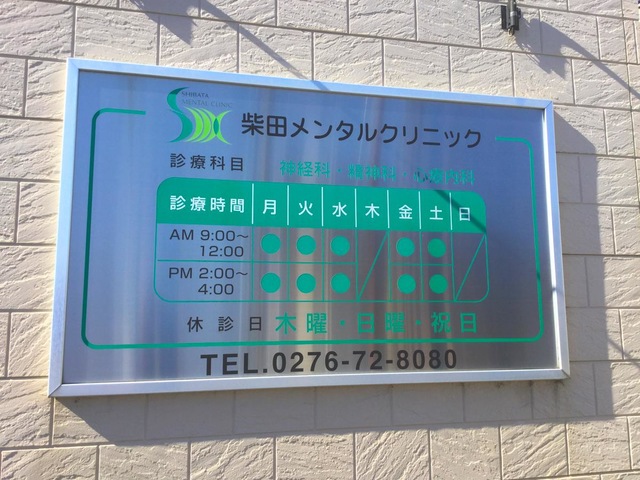 SHIBATA
MENTAL CLINIC
柴田メンタルクリニック
診療科目 神経科・精神科・心療内科
診療時間 月 火 水 木 金 土 日
AM 9:00～12:00 ● ● ● ／ ● ● ／
PM 2:00～4:00 ● ● ● ／ ● ● ／
休診日 木曜・日曜・祝日
TEL.0276-72-8080